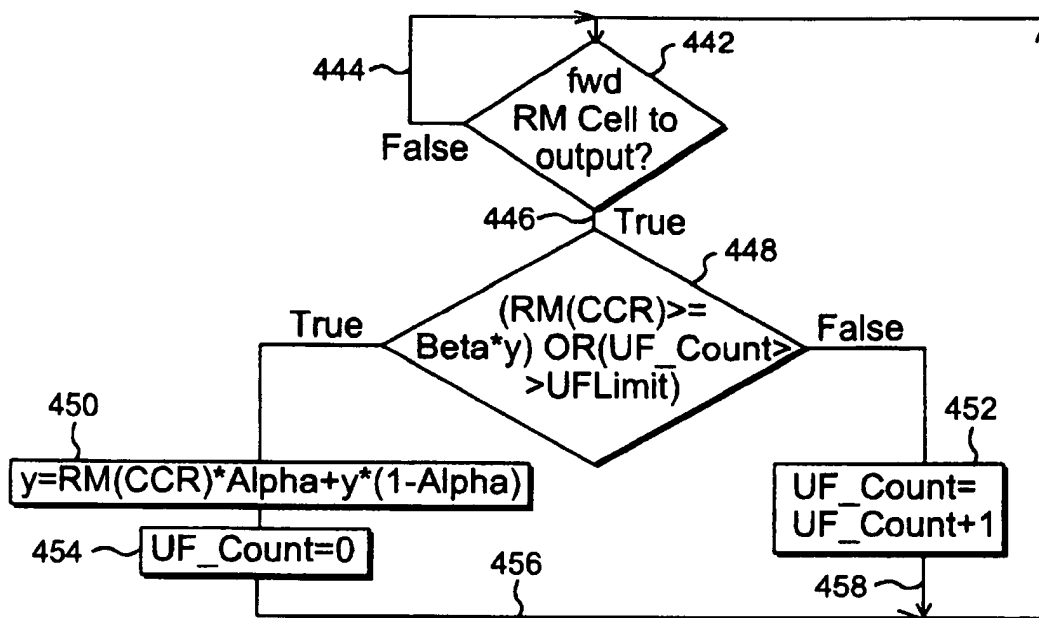 442
444
fwd
RM Cell to
output?
False
446
True
448
(RM(CCR)>=
Beta*y) OR(UF_Count>
>UFLimit)
True
False
450
y=RM(CCR)*Alpha+y*(1-Alpha)
452
UF_Count=
UF_Count+1
454
UF_Count=0
456
458